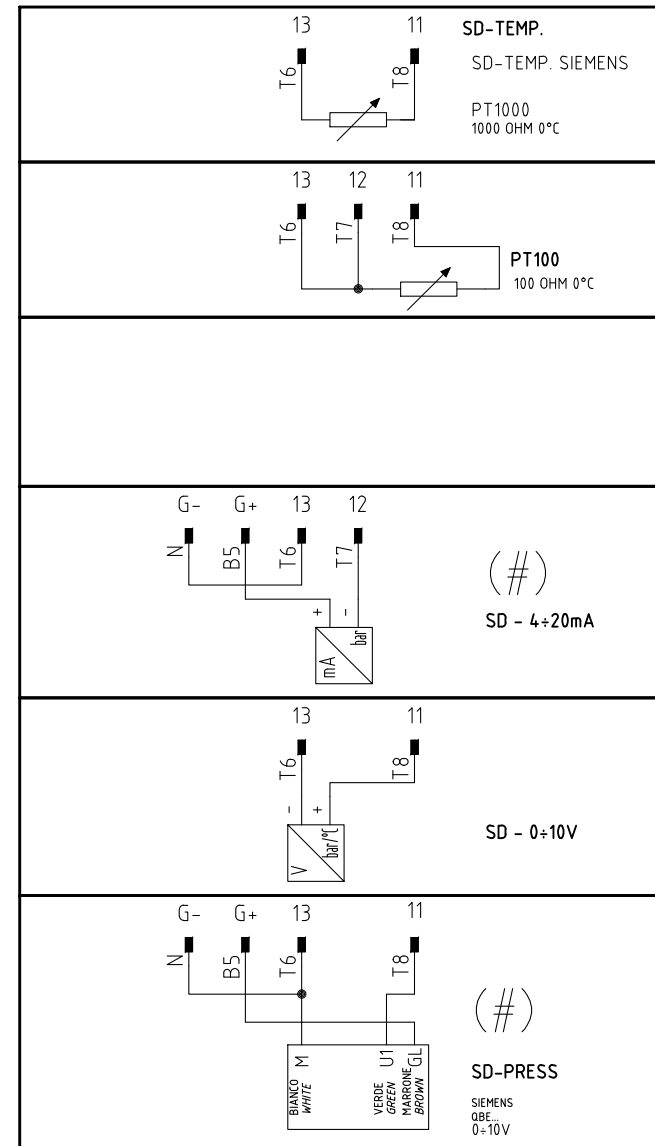 13 11 SD-TEMP.
T6 T8 SD-TEMP. SIEMENS
PT1000
1000 OHM 0°C
13 12 11
T6 T7 T8
PT100
100 OHM 0°C
G- G+ 13 12
N B5 T6 T7
(#)
+ -
mA bar
SD - 4÷20mA
13 11
T6 T8
- +
V bar/°C
SD - 0÷10V
G- G+ 13 11
N B5 T6 T8
(#)
M U1 GL
BIANCO VERDE MARRONE
WHITE GREEN BROWN
SD-PRESS
SIEMENS
QBE...
0÷10V